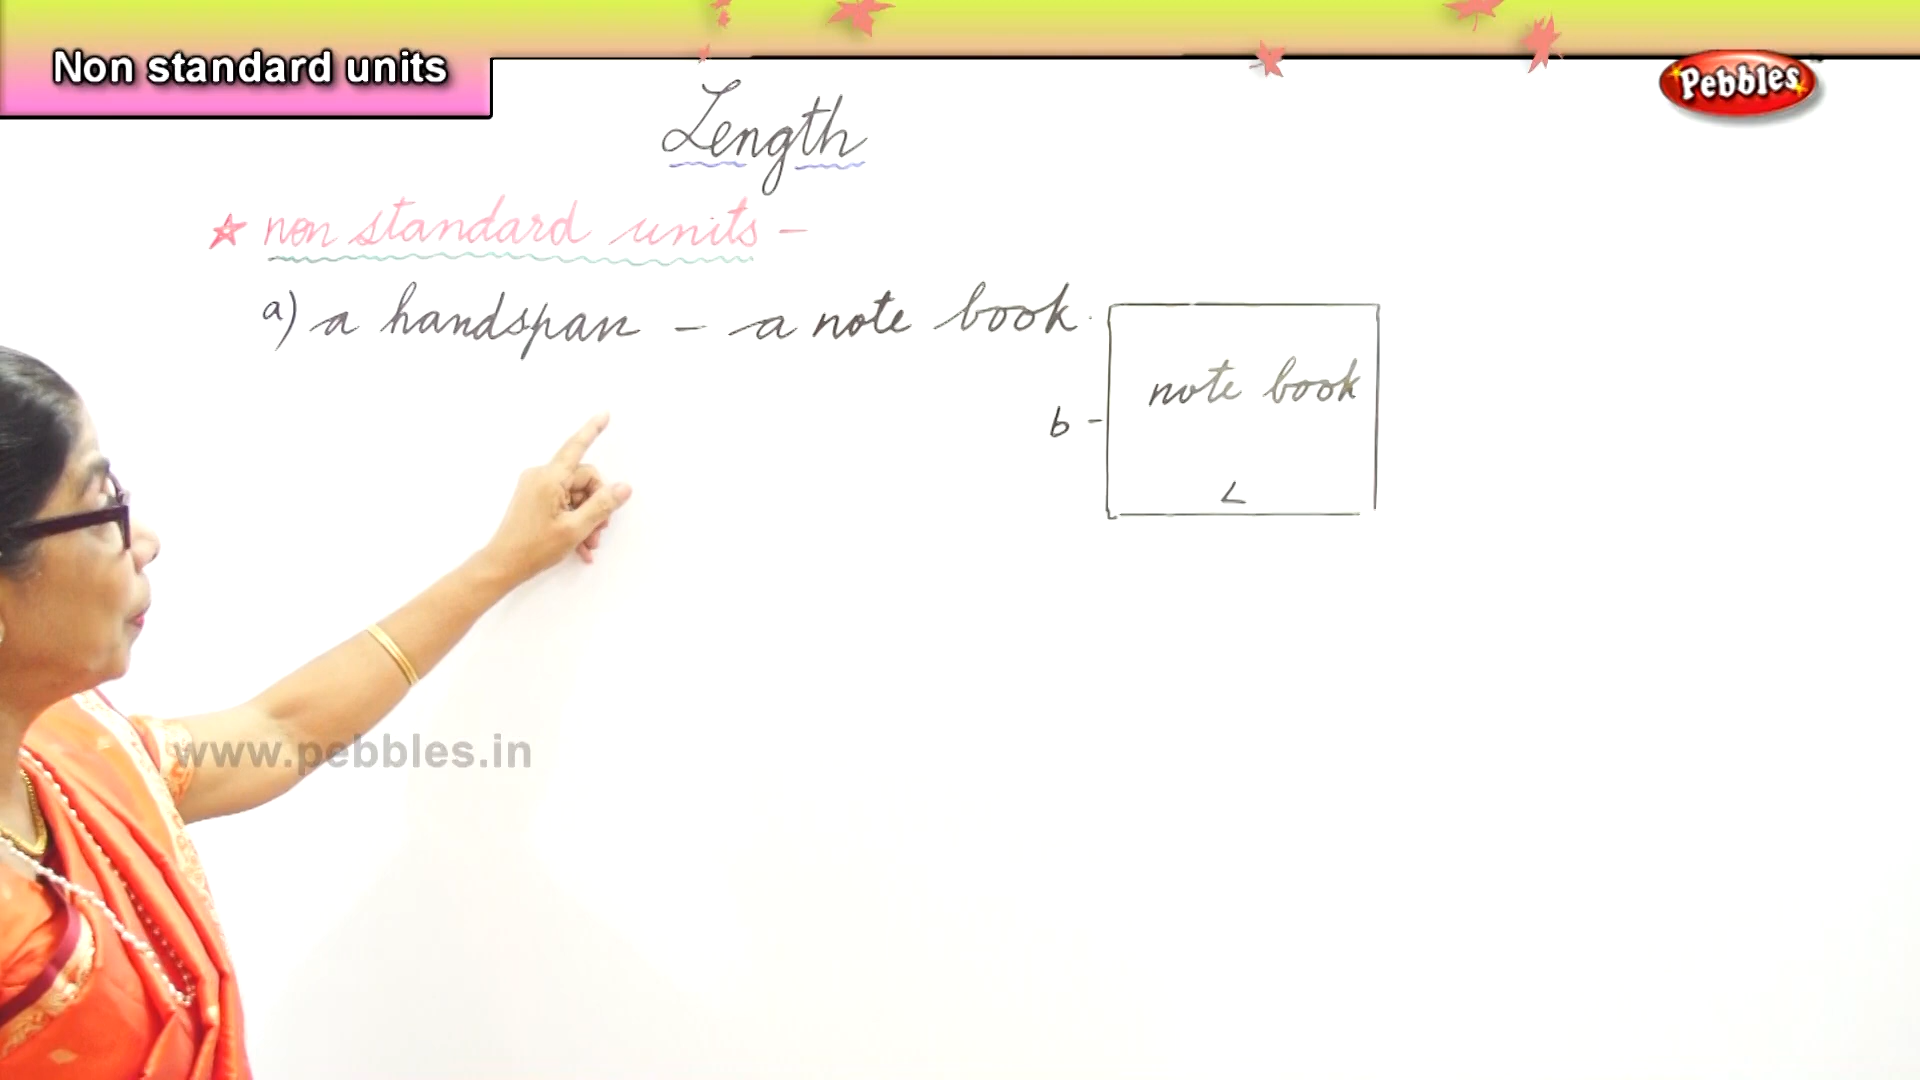 Non standard units
Pebbles
Length
non standard units -
a) a handspan - a note book.
note book
b -
L
www.pebbles.in